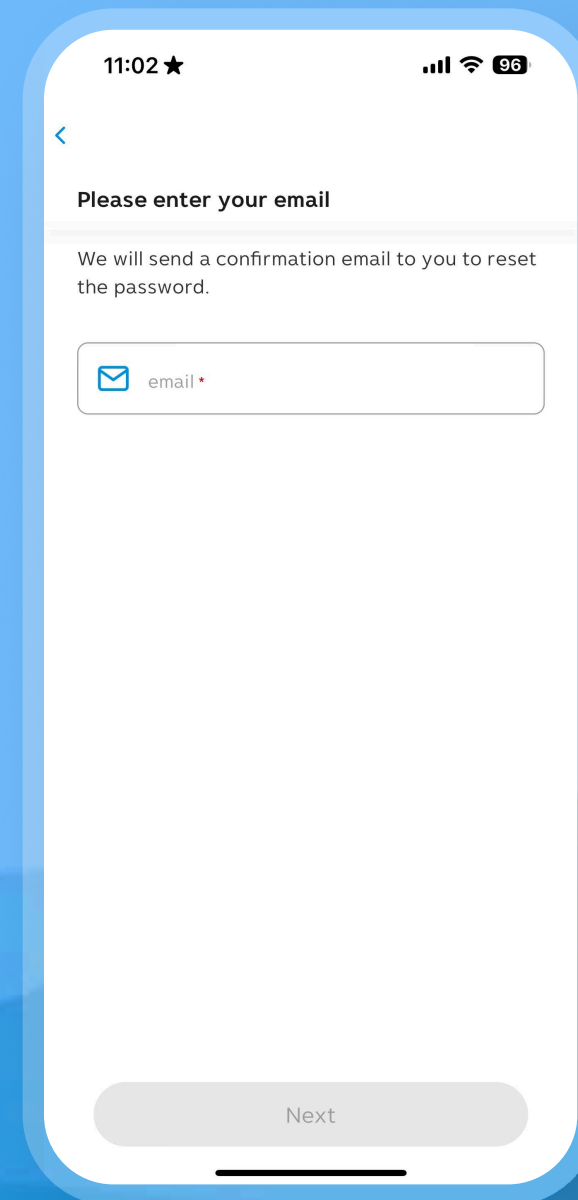 11:02
96
Please enter your email
We will send a confirmation email to you to reset
the password.
email *
Next